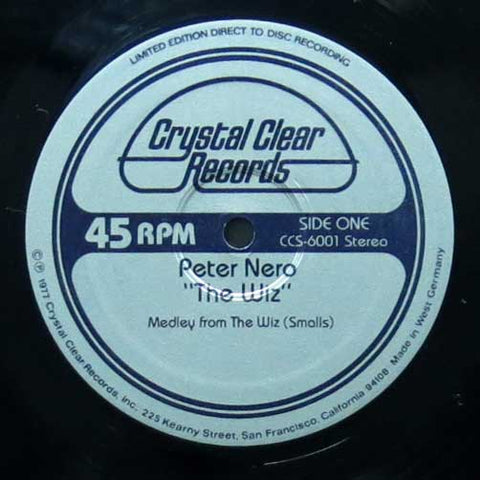 LIMITED EDITION DIRECT TO DISC RECORDING
Crystal Clear
Records
45 RPM
SIDE ONE
CCS-6001 Stereo
Peter Nero
"The Wiz"
Medley from The Wiz (Smalls)
© ℗ 1977 Crystal Clear Records, Inc. 225 Kearny Street, San Francisco, California 94108 Made in West Germany